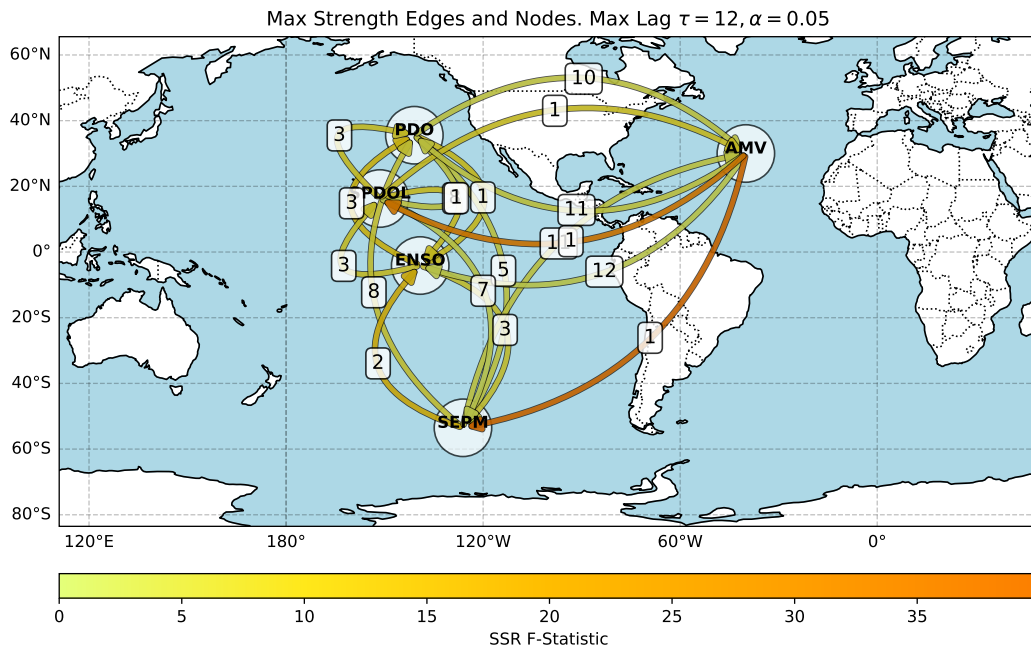 Max Strength Edges and Nodes. Max Lag τ = 12, α = 0.05
60°N
40°N
20°N
0°
20°S
40°S
60°S
80°S
10
1
3
PDO
AMV
PDOL
3
1
1
11
1
1
3
ENSO
5
12
8
7
3
1
2
SEPM
120°E
180°
120°W
60°W
0°
0
5
10
15
20
25
30
35
SSR F-Statistic